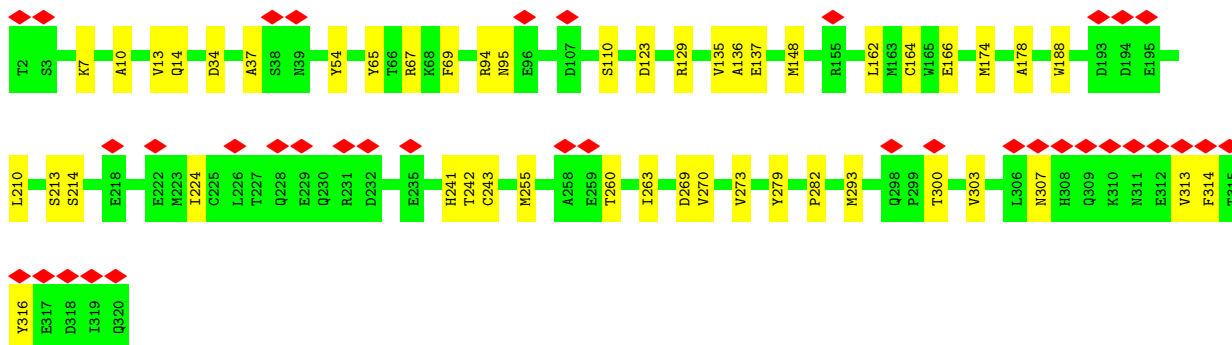 T2 S3 K7 A10 V13 Q14 D34 A37 S38 N39 Y54 Y65 T66 R67 K68 F69 R94 N95 E96 D107 S110 D123 R129 V135 A136 E137 M148 R155 L162 M163 C164 W165 E166 M174 A178 W188 D193 D194 E195
L210 S213 S214 E218 E222 M223 I224 C225 L226 T227 Q228 E229 Q230 R231 D232 E235 H241 T242 C243 M255 A258 E259 T260 I263 D269 V270 V273 Y279 P282 M293 Q298 P299 T300 V303 L306 N307 H308 Q309 K310 N311 E312 V313 F314 T315
Y316 E317 D318 I319 Q320